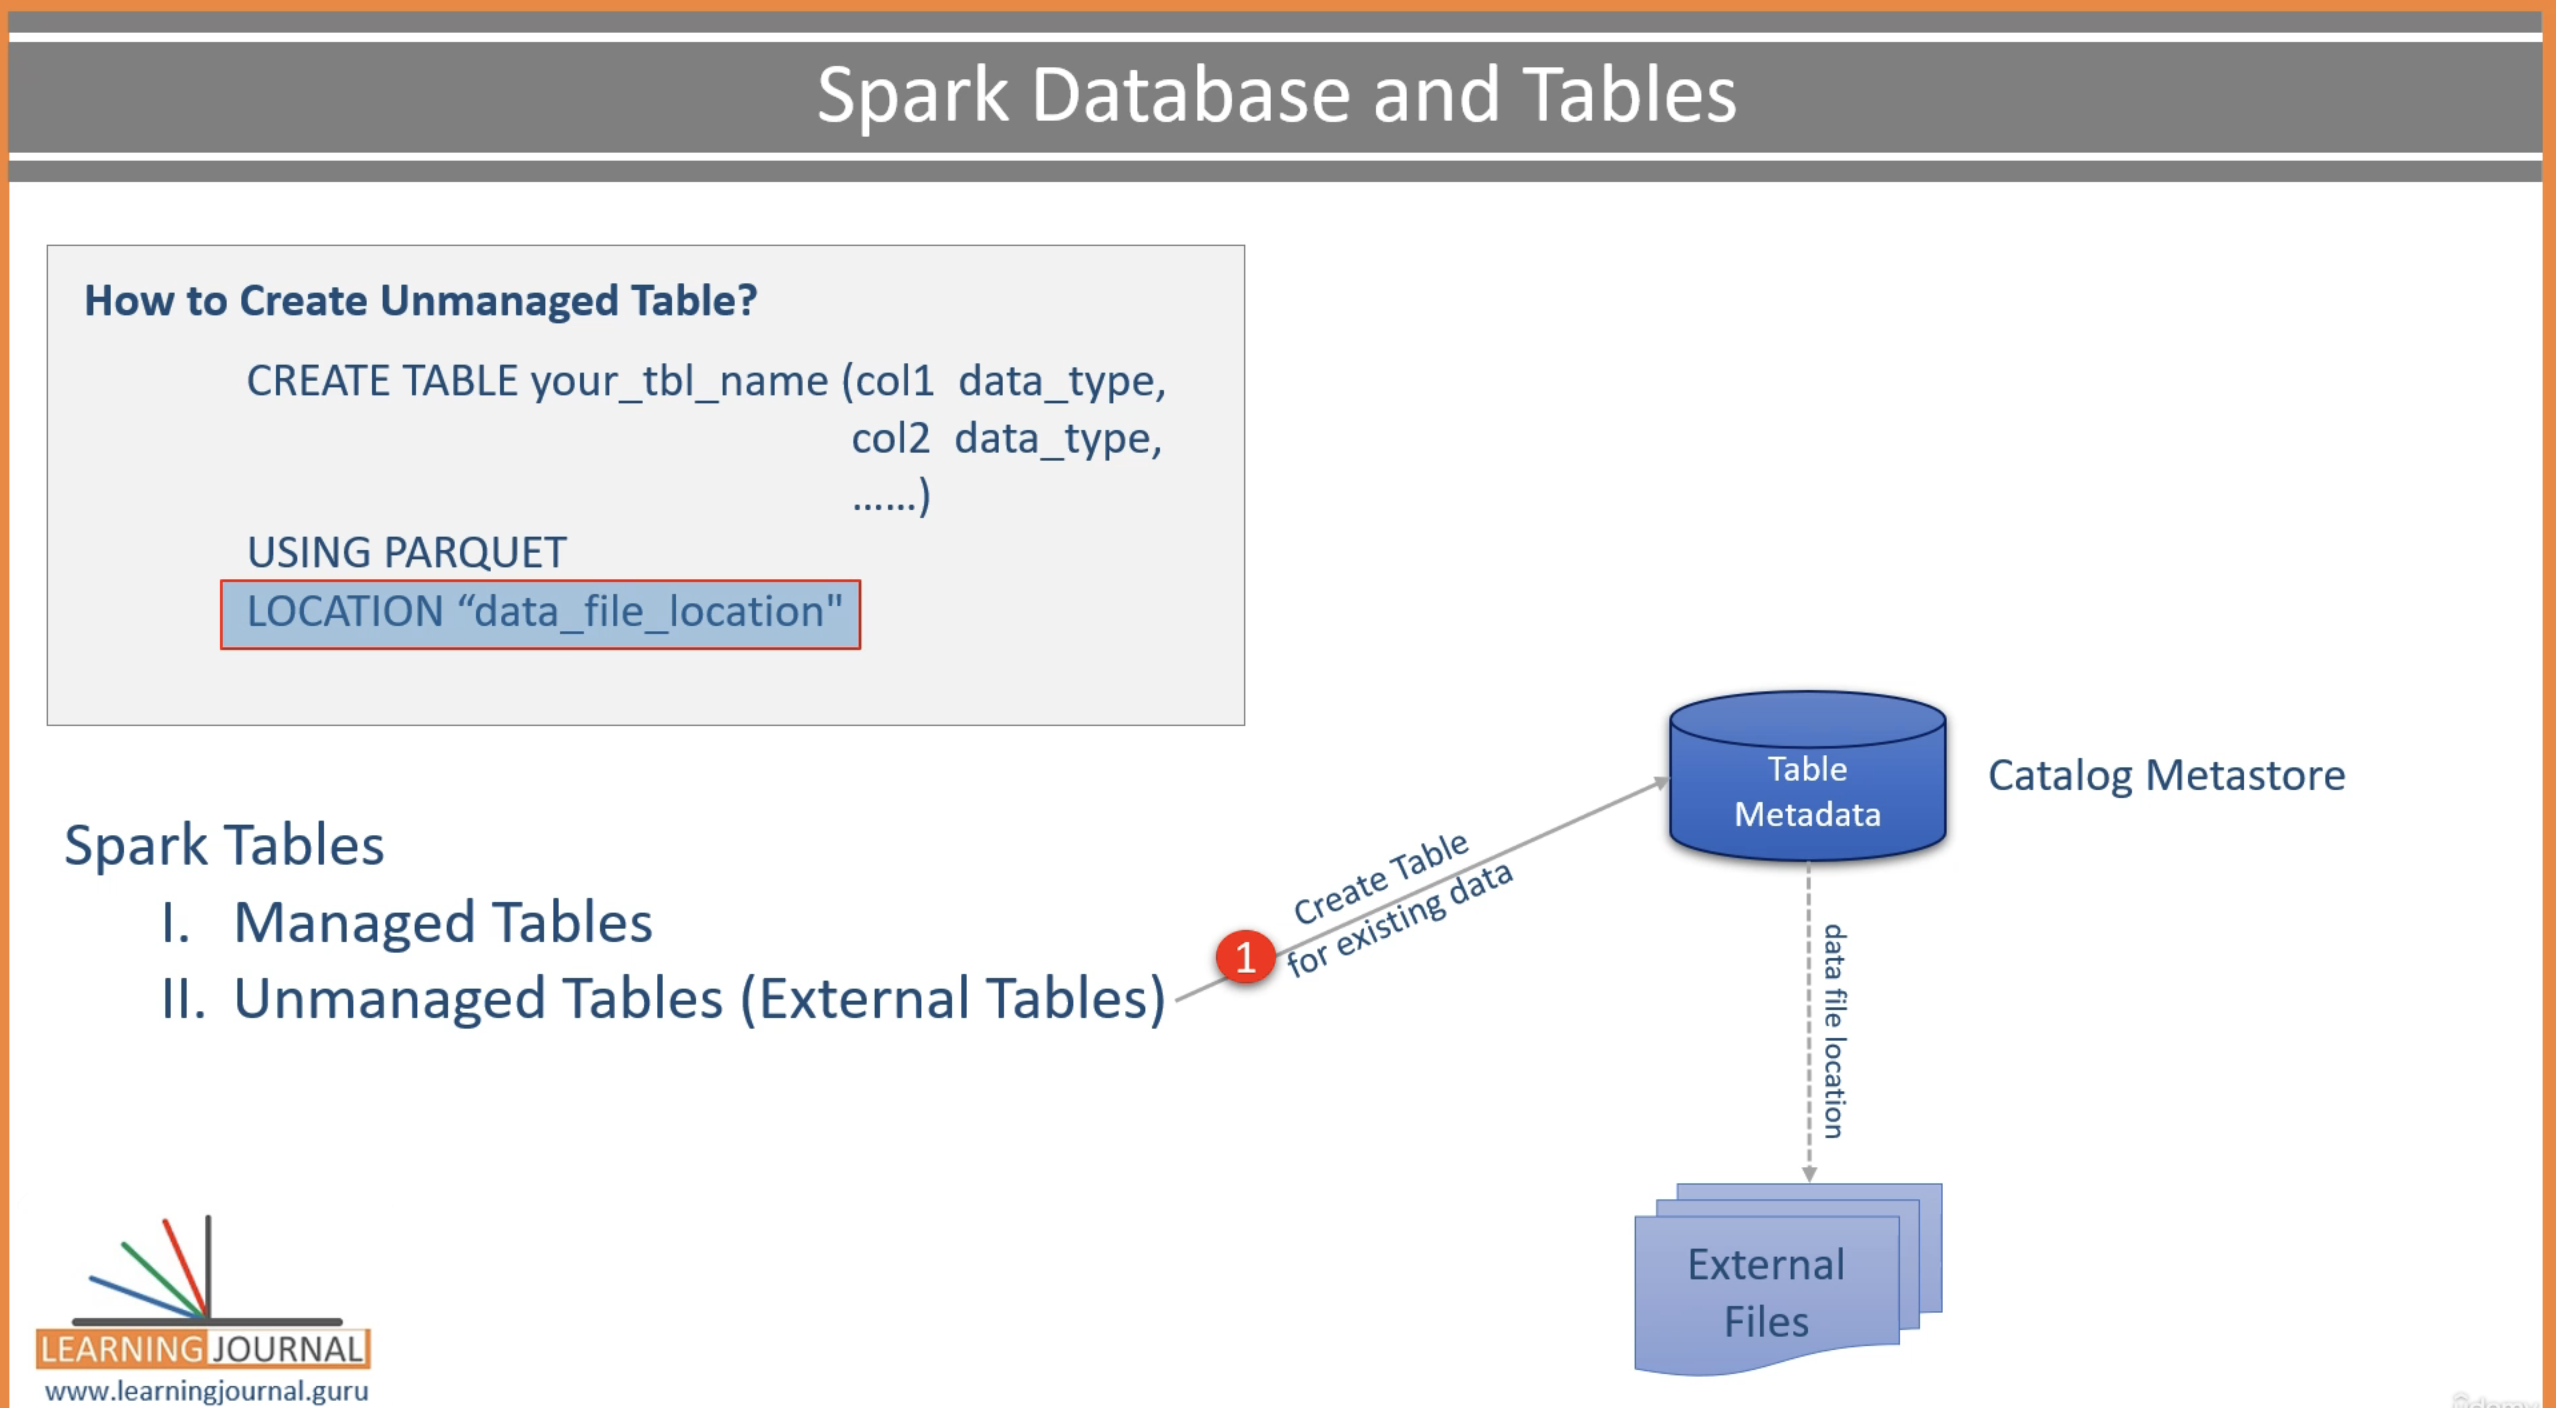 Spark Database and Tables
How to Create Unmanaged Table?
CREATE TABLE your_tbl_name (col1 data_type,
col2 data_type,
......)
USING PARQUET
LOCATION “data_file_location"
Spark Tables
I. Managed Tables
II. Unmanaged Tables (External Tables)
1
Create Table
for existing data
Table
Metadata
Catalog Metastore
data file location
External
Files
LEARNING JOURNAL
www.learningjournal.guru